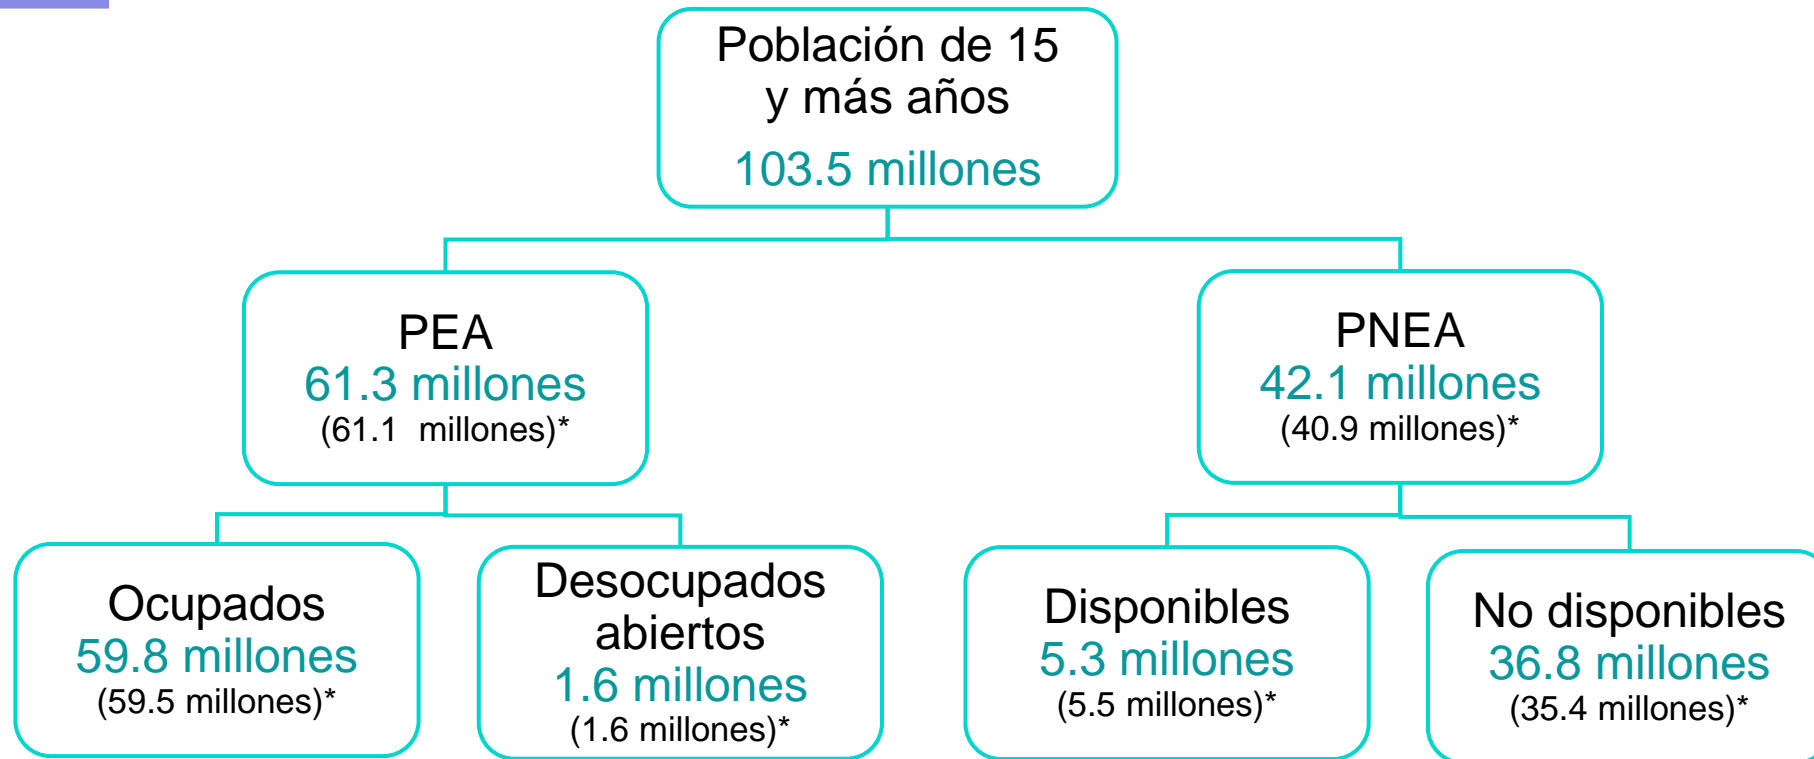 Población de 15
y más años
103.5 millones
PEA
61.3 millones
(61.1 millones)*
PNEA
42.1 millones
(40.9 millones)*
Ocupados
59.8 millones
(59.5 millones)*
Desocupados
abiertos
1.6 millones
(1.6 millones)*
Disponibles
5.3 millones
(5.5 millones)*
No disponibles
36.8 millones
(35.4 millones)*